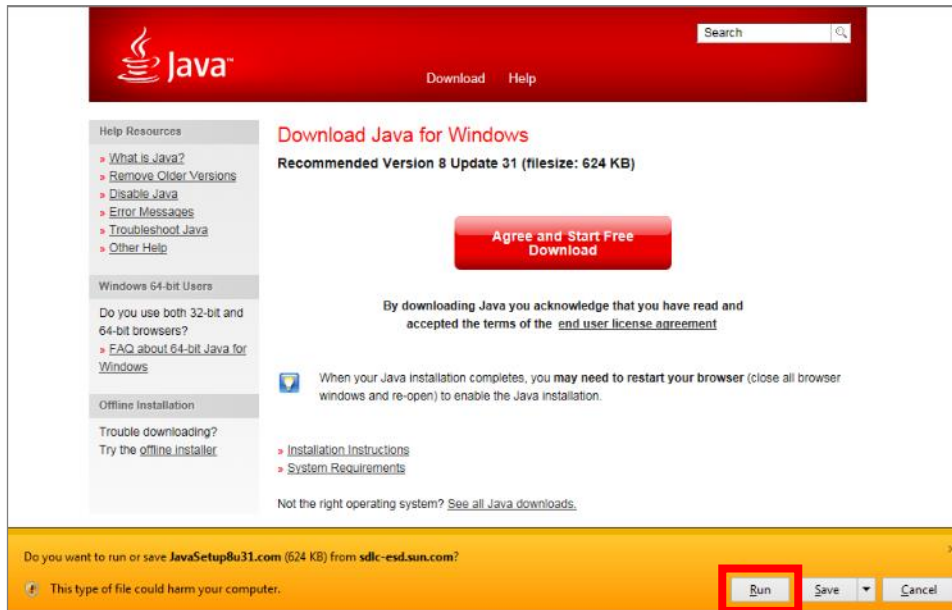 Java™
Search
Download Help
Help Resources
» What is Java?
» Remove Older Versions
» Disable Java
» Error Messages
» Troubleshoot Java
» Other Help
Windows 64-bit Users
Do you use both 32-bit and
64-bit browsers?
» FAQ about 64-bit Java for
Windows
Offline Installation
Trouble downloading?
Try the offline installer
Download Java for Windows
Recommended Version 8 Update 31 (filesize: 624 KB)
Agree and Start Free
Download
By downloading Java you acknowledge that you have read and
accepted the terms of the end user license agreement
When your Java installation completes, you may need to restart your browser (close all browser
windows and re-open) to enable the Java installation.
» Installation Instructions
» System Requirements
Not the right operating system? See all Java downloads.
Do you want to run or save JavaSetup8u31.com (624 KB) from sdlc-esd.sun.com?
This type of file could harm your computer.
Run Save Cancel